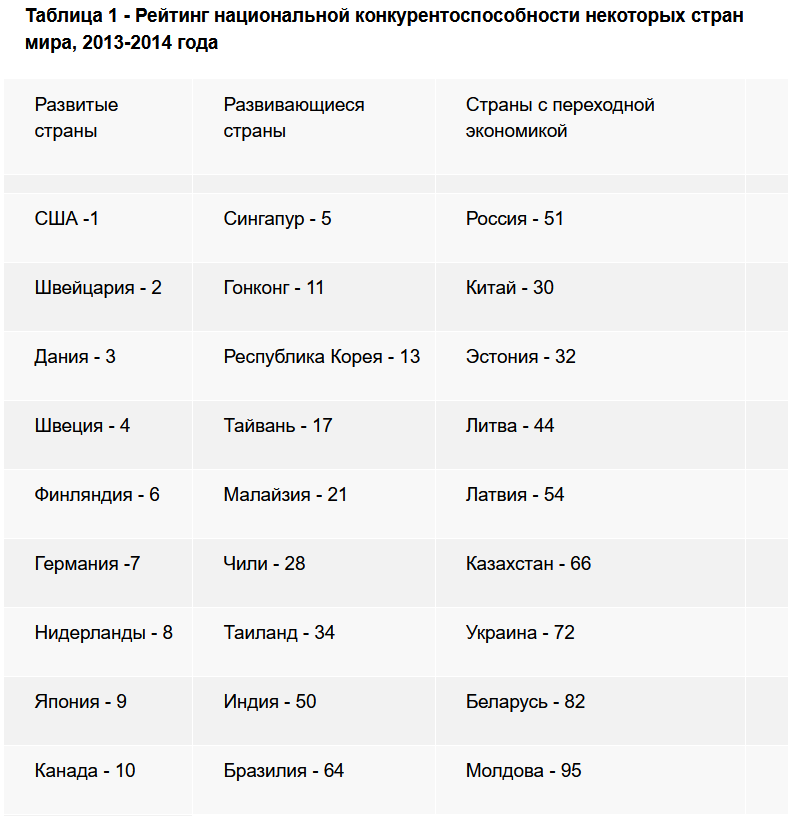 Таблица 1 - Рейтинг национальной конкурентоспособности некоторых стран
мира, 2013-2014 года
Развитые
страны
Развивающиеся
страны
Страны с переходной
экономикой
США -1
Сингапур - 5
Россия - 51
Швейцария - 2
Гонконг - 11
Китай - 30
Дания - 3
Республика Корея - 13
Эстония - 32
Швеция - 4
Тайвань - 17
Литва - 44
Финляндия - 6
Малайзия - 21
Латвия - 54
Германия -7
Чили - 28
Казахстан - 66
Нидерланды - 8
Таиланд - 34
Украина - 72
Япония - 9
Индия - 50
Беларусь - 82
Канада - 10
Бразилия - 64
Молдова - 95